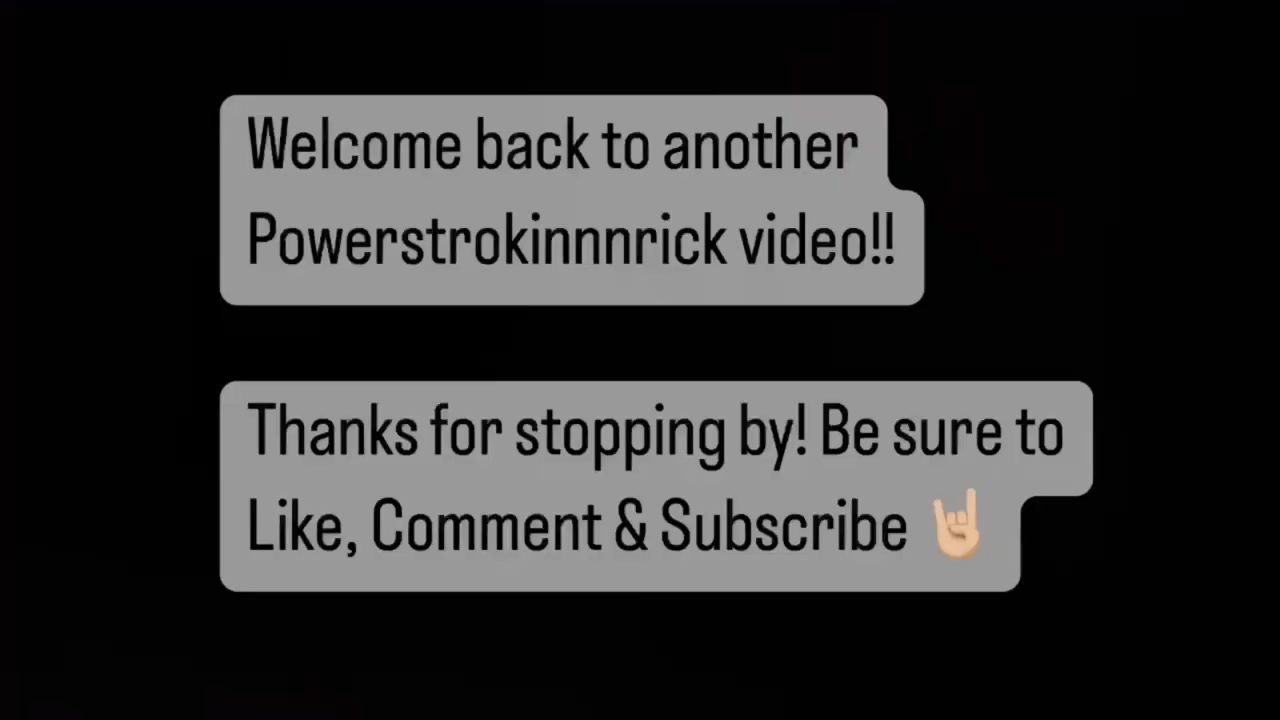 Welcome back to another
Powerstrokinnnrick video!!
Thanks for stopping by! Be sure to
Like, Comment & Subscribe 🤘🏼